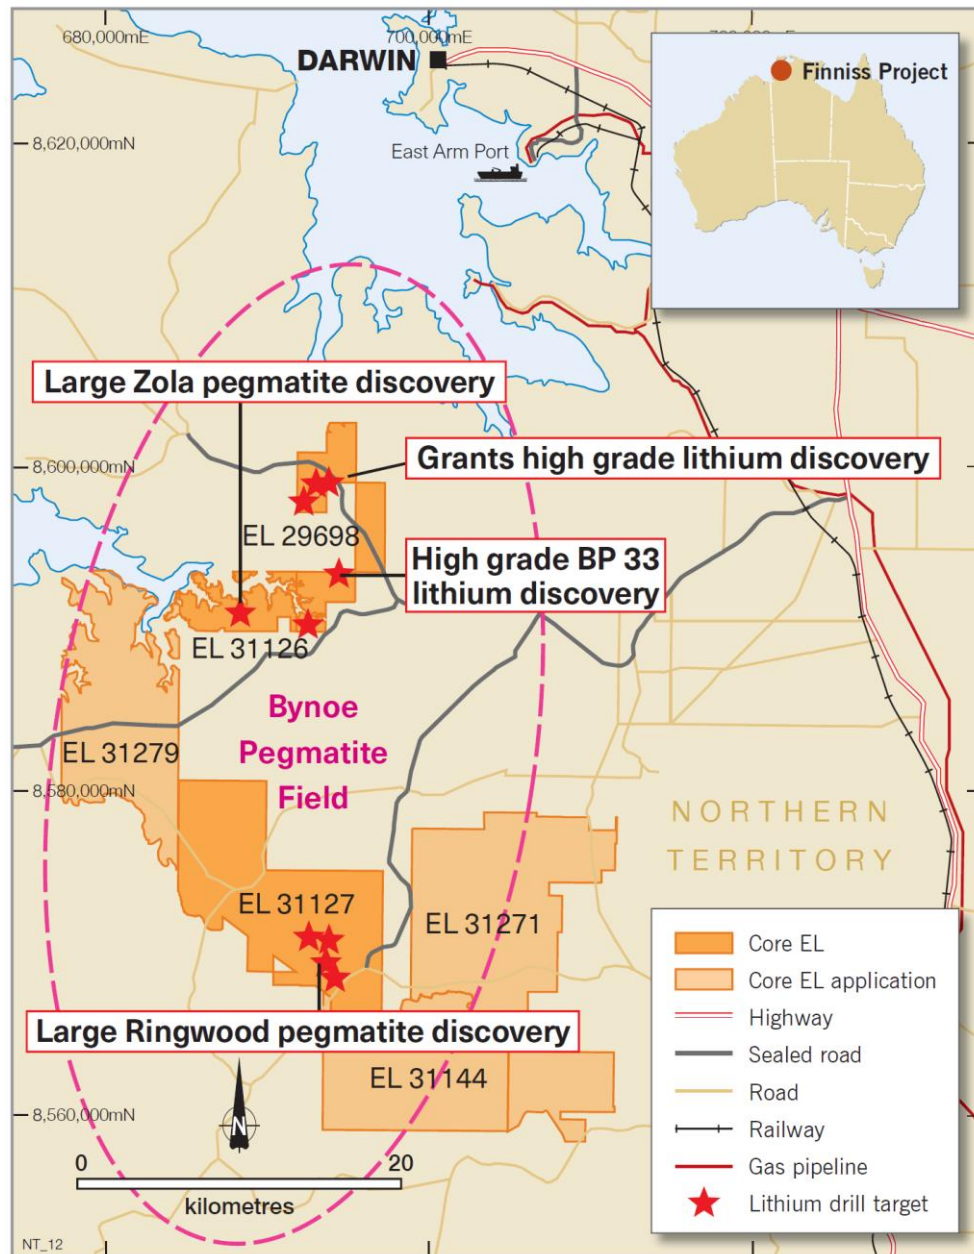 680,000mE
700,000mE
DARWIN
Finniss Project
8,620,000mN
East Arm Port
Large Zola pegmatite discovery
8,600,000mN
Grants high grade lithium discovery
EL 29698
High grade BP 33
lithium discovery
EL 31126
Bynoe
Pegmatite
Field
EL 31279
8,580,000mN
NORTHERN
TERRITORY
EL 31127
EL 31271
Large Ringwood pegmatite discovery
EL 31144
8,560,000mN
N
0
20
kilometres
NT_12
Core EL
Core EL application
Highway
Sealed road
Road
Railway
Gas pipeline
Lithium drill target